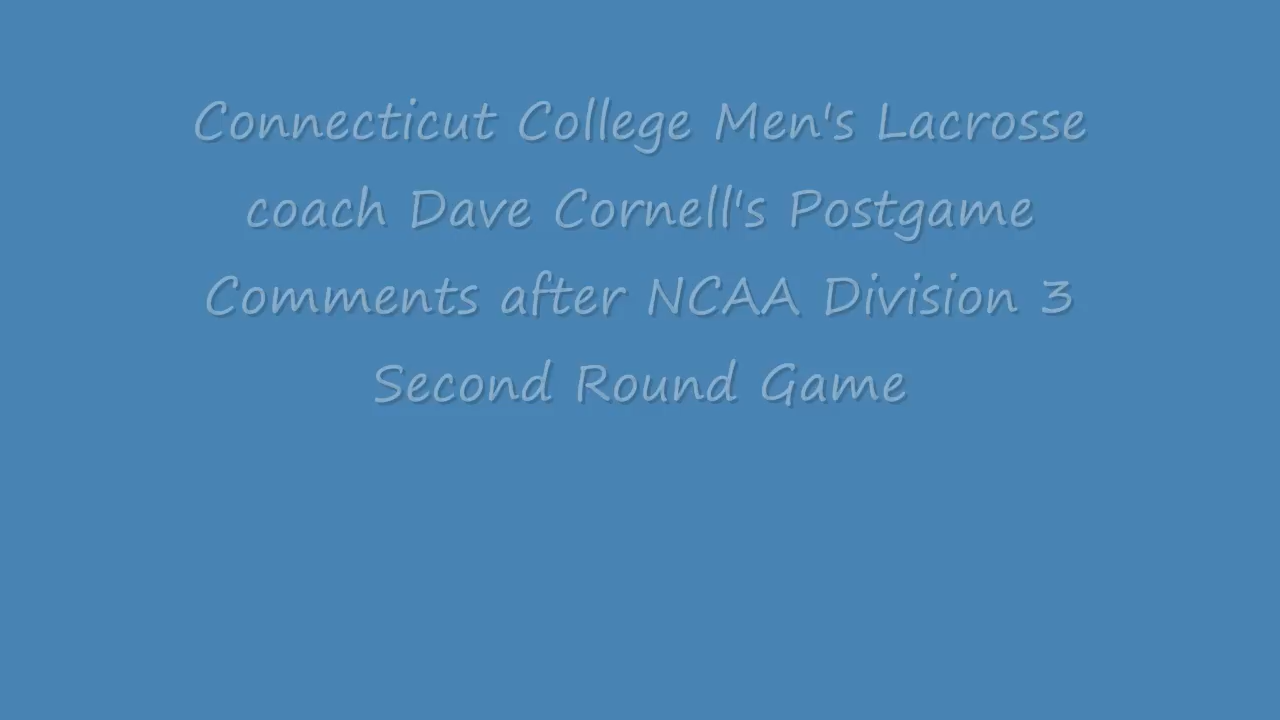 Connecticut College Men's Lacrosse
coach Dave Cornell's Postgame
Comments after NCAA Division 3
Second Round Game